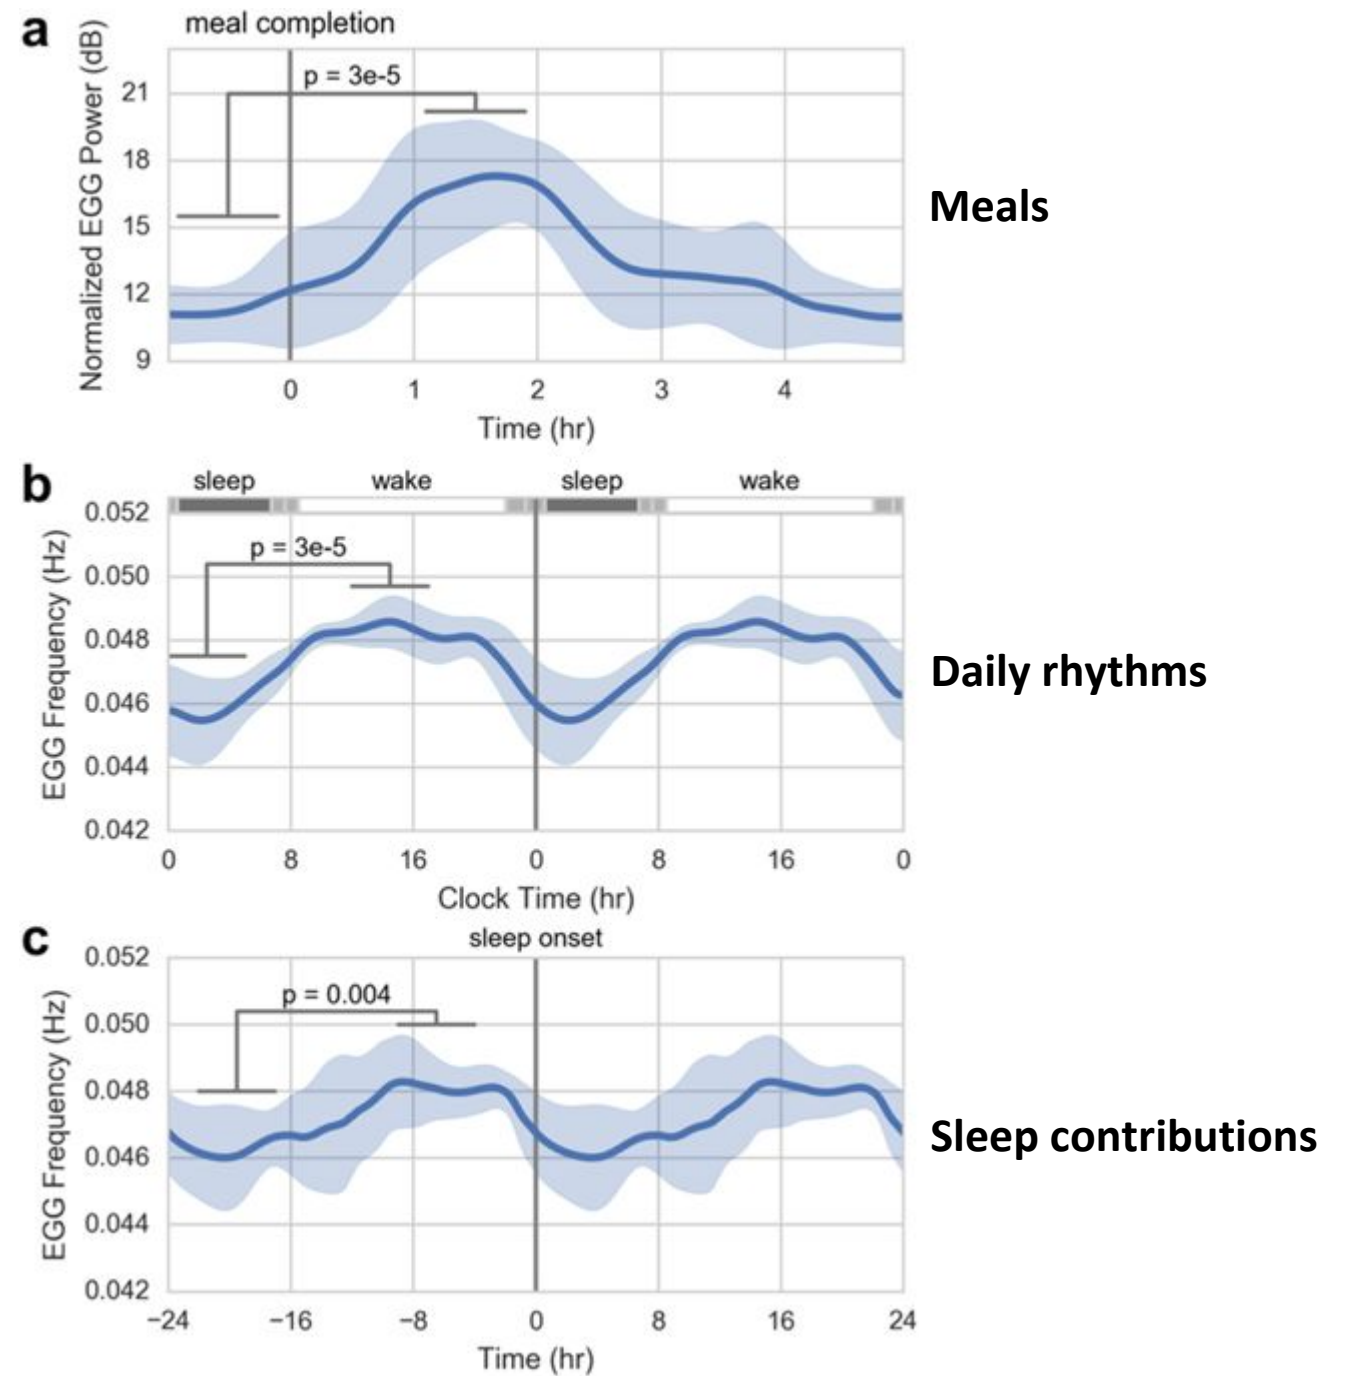 a
meal completion
Normalized EGG Power (dB)
p = 3e-5
21
18
15
12
9
0 1 2 3 4
Time (hr)
Meals
b
sleep wake sleep wake
EGG Frequency (Hz)
0.052
p = 3e-5
0.050
0.048
0.046
0.044
0.042
0 8 16 0 8 16 0
Clock Time (hr)
Daily rhythms
c
sleep onset
EGG Frequency (Hz)
0.052
p = 0.004
0.050
0.048
0.046
0.044
0.042
−24 −16 −8 0 8 16 24
Time (hr)
Sleep contributions